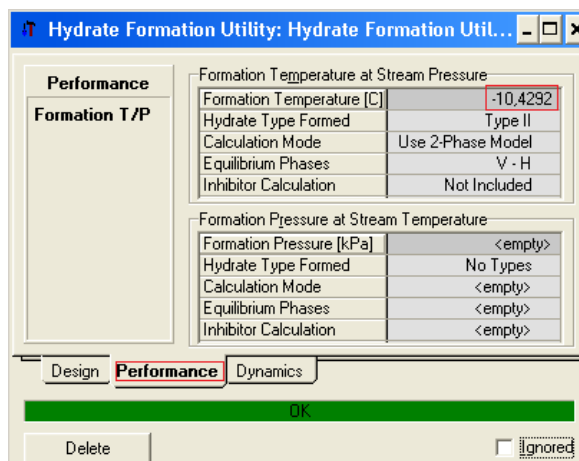 Hydrate Formation Utility: Hydrate Formation Util...
Performance
Formation T/P
Formation Temperature at Stream Pressure
Formation Temperature [C] -10,4292
Hydrate Type Formed Type II
Calculation Mode Use 2-Phase Model
Equilibrium Phases V - H
Inhibitor Calculation Not Included
Formation Pressure at Stream Temperature
Formation Pressure [kPa] <empty>
Hydrate Type Formed No Types
Calculation Mode <empty>
Equilibrium Phases <empty>
Inhibitor Calculation <empty>
Design Performance Dynamics
OK
Delete Ignored